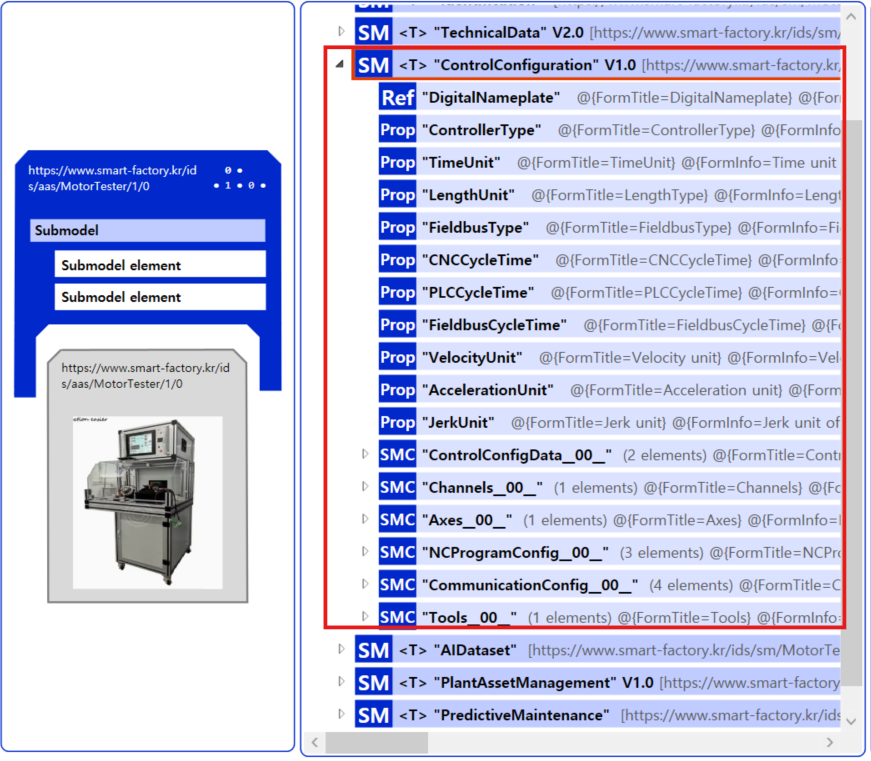 https://www.smart-factory.kr/id
s/aas/MotorTester/1/0
0
1 0
Submodel
Submodel element
Submodel element
https://www.smart-factory.kr/id
s/aas/MotorTester/1/0
SM <T> "TechnicalData" V2.0 [https://www.smart-factory.kr/ids/sm/
SM <T> "ControlConfiguration" V1.0 [https://www.smart-factory.kr,
Ref "DigitalNameplate" @{FormTitle=DigitalNameplate} @{For
Prop "ControllerType" @{FormTitle=ControllerType} @{FormInfo
Prop "TimeUnit" @{FormTitle=TimeUnit} @{FormInfo=Time unit
Prop "LengthUnit" @{FormTitle=LengthType} @{FormInfo=Lengt
Prop "FieldbusType" @{FormTitle=FieldbusType} @{FormInfo=Fi
Prop "CNCCycleTime" @{FormTitle=CNCCycleTime} @{FormInfo=
Prop "PLCCycleTime" @{FormTitle=PLCCycleTime} @{FormInfo=
Prop "FieldbusCycleTime" @{FormTitle=FieldbusCycleTime} @{Fo
Prop "VelocityUnit" @{FormTitle=Velocity unit} @{FormInfo=Vel
Prop "AccelerationUnit" @{FormTitle=Acceleration unit} @{Form
Prop "JerkUnit" @{FormTitle=Jerk unit} @{FormInfo=Jerk unit of
SMC "ControlConfigData__00__" (2 elements) @{FormTitle=Contr
SMC "Channels__00__" (1 elements) @{FormTitle=Channels} @{Fo
SMC "Axes__00__" (1 elements) @{FormTitle=Axes} @{FormInfo=
SMC "NCProgramConfig__00__" (3 elements) @{FormTitle=NCPro
SMC "CommunicationConfig__00__" (4 elements) @{FormTitle=C
SMC "Tools__00__" (1 elements) @{FormTitle=Tools} @{FormInfo=
SM <T> "AIDataset" [https://www.smart-factory.kr/ids/sm/MotorTe
SM <T> "PlantAssetManagement" V1.0 [https://www.smart-factory
SM <T> "PredictiveMaintenance" [https://www.smart-factory.kr/ids